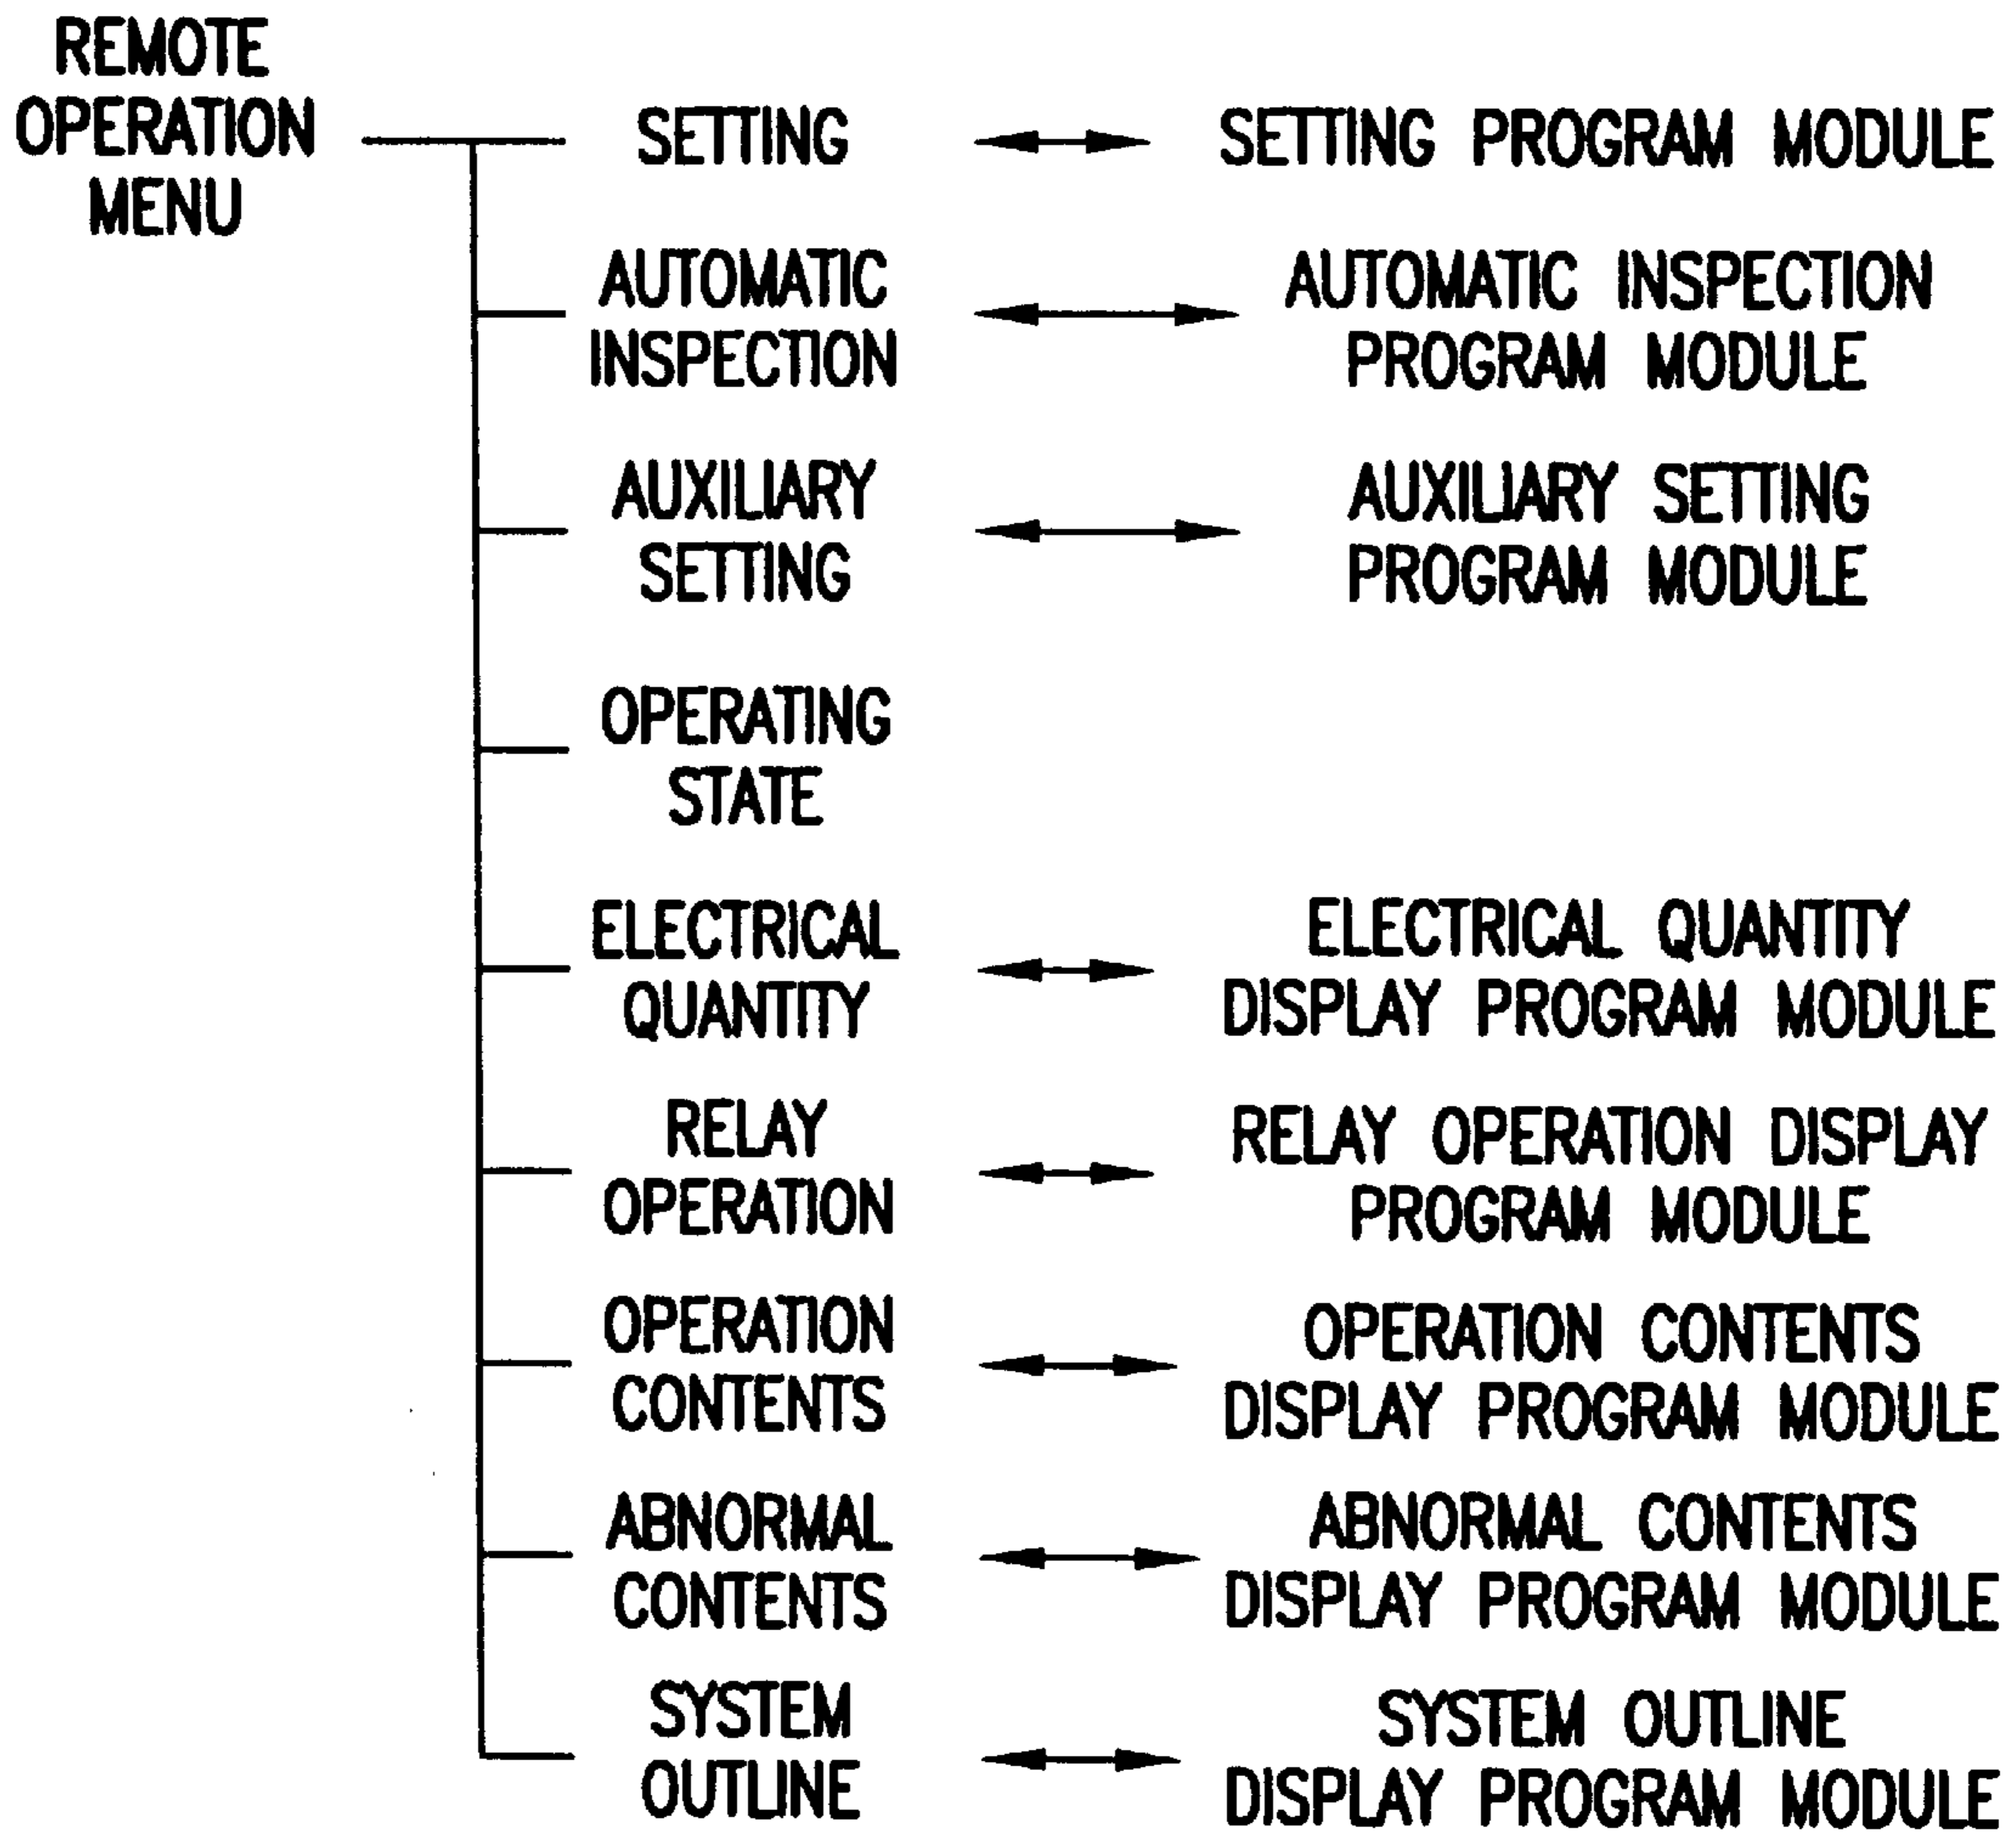 REMOTE
OPERATION
MENU
SETTING
SETTING PROGRAM MODULE
AUTOMATIC
INSPECTION
AUTOMATIC INSPECTION
PROGRAM MODULE
AUXILIARY
SETTING
AUXILIARY SETTING
PROGRAM MODULE
OPERATING
STATE
ELECTRICAL
QUANTITY
ELECTRICAL QUANTITY
DISPLAY PROGRAM MODULE
RELAY
OPERATION
RELAY OPERATION DISPLAY
PROGRAM MODULE
OPERATION
CONTENTS
OPERATION CONTENTS
DISPLAY PROGRAM MODULE
ABNORMAL
CONTENTS
ABNORMAL CONTENTS
DISPLAY PROGRAM MODULE
SYSTEM
OUTLINE
SYSTEM OUTLINE
DISPLAY PROGRAM MODULE